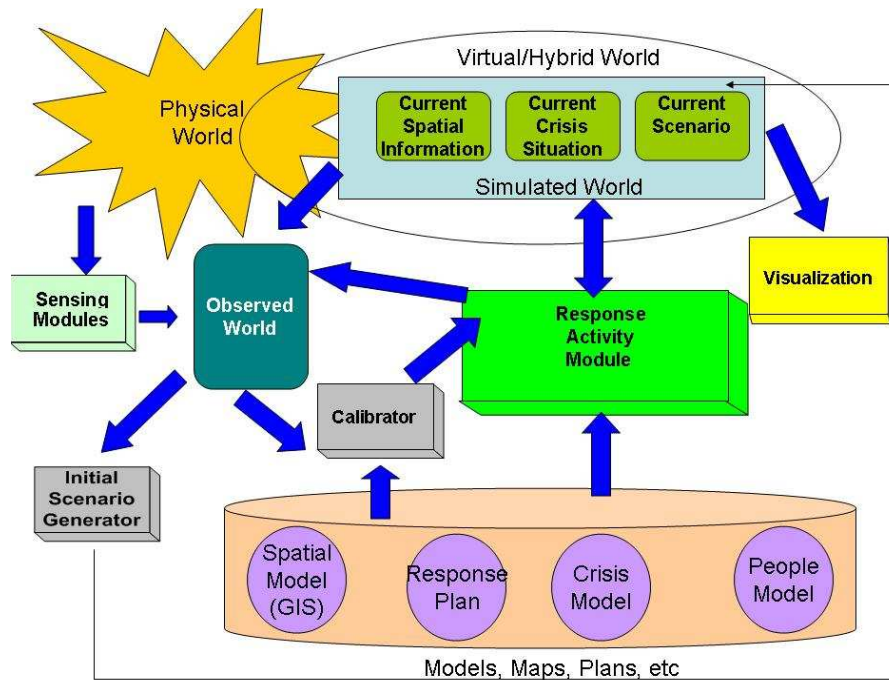 Virtual/Hybrid World
Physical
World
Current
Spatial
Information
Current
Crisis
Situation
Current
Scenario
Simulated World
Sensing
Modules
Observed
World
Response
Activity
Module
Visualization
Calibrator
Initial
Scenario
Generator
Spatial
Model
(GIS)
Response
Plan
Crisis
Model
People
Model
Models, Maps, Plans, etc